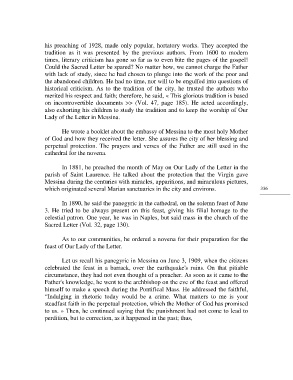 his preaching of 1928, made only popular, hortatory works. They accepted
the tradition as it was presented by the previous authors. From 1600 to modern
times, literary criticism has gone so far as to even bite the pages of the gospel!
Could the Sacred Letter be spared? No matter how, we cannot charge the Father
with lack of study, since he had chosen to plunge into the work of the poor and
the abandoned children. He had no time, nor will to be engulfed into questions of
historical criticism. As to the tradition of the city, he trusted the authors who
merited his respect and faith; therefore, he said, « This glorious tradition is based
on incontrovertible documents >> (Vol. 47, page 185). He acted accordingly,
also exhorting his children to study the tradition and to keep the worship of Our
Lady of the Letter in Messina.
He wrote a booklet about the embassy of Messina to the most holy Mother
of God and how they received the letter. She assures the city of her blessing and
perpetual protection. The prayers and verses of the Father are still used in the
cathedral for the novena.
In 1881, he preached the month of May on Our Lady of the Letter in the
parish of Saint Laurence. He talked about the protection that the Virgin gave
Messina during the centuries with miracles, apparitions, and miraculous pictures,
which originated several Marian sanctuaries in the city and environs.
In 1890, he said the panegyric in the cathedral, on the solemn feast of June
3. He tried to be always present on this feast, giving his filial homage to the
celestial patron. One year, he was in Naples, but said mass in the church of the
Sacred Letter (Vol. 32, page 130).
As to our communities, he ordered a novena for their preparation for the
feast of Our Lady of the Letter.
Let us recall his panegyric in Messina on June 3, 1909, when the citizens
celebrated the feast in a barrack, over the earthquake's ruins. On that pitiable
circumstance, they had not even thought of a preacher. As soon as it came to the
Father's knowledge, he went to the archbishop on the eve of the feast and offered
himself to make a speech during the Pontifical Mass. He addressed the faithful,
"Indulging in rhetoric today would be a crime. What matters to me is your
steadfast faith in the perpetual protection, which the Mother of God has promised
to us. » Then, he continued saying that the punishment had not come to lead to
perdition, but to correction, as it happened in the past; thus,